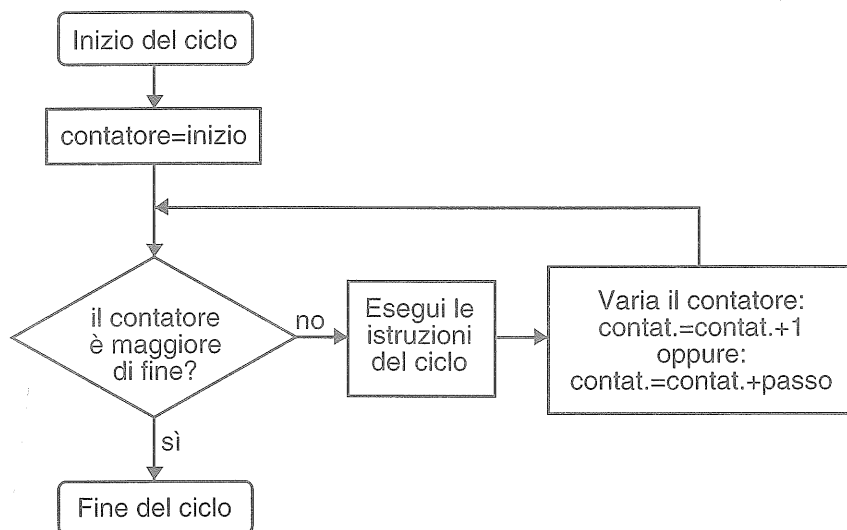 Inizio del ciclo
contatore=inizio
il contatore
è maggiore
di fine?
no
Esegui le
istruzioni
del ciclo
Varia il contatore:
contat.=contat.+1
oppure:
contat.=contat.+passo
sì
Fine del ciclo